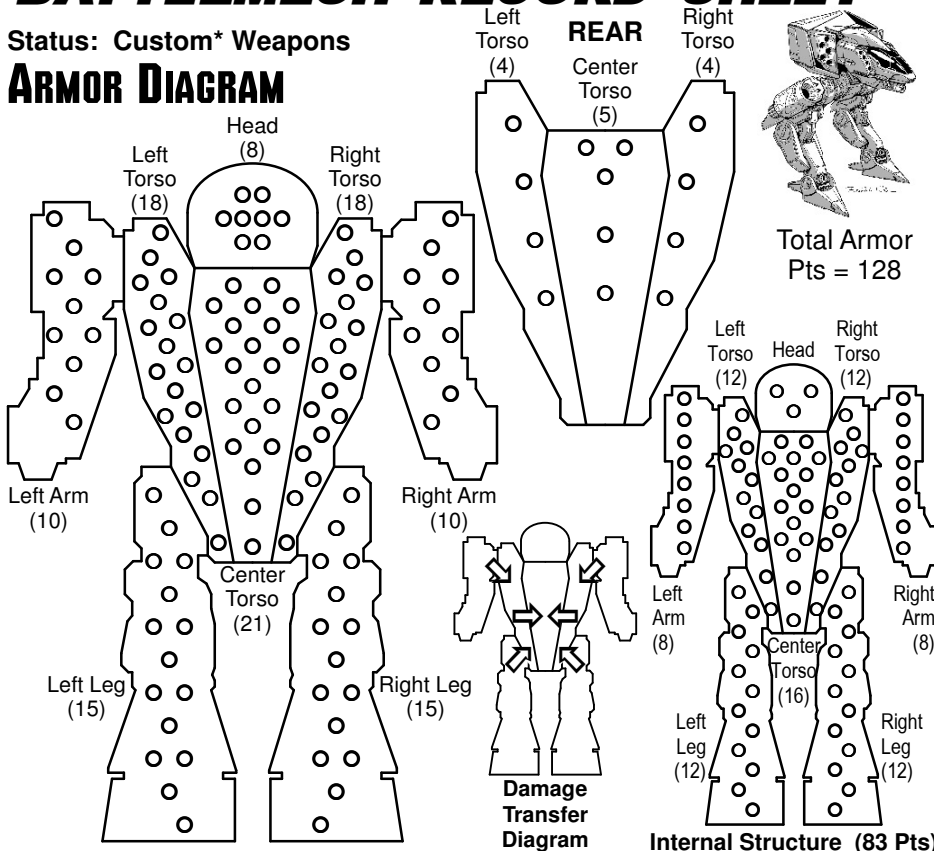 BATTLEMECH RECORD SHEET
Status: Custom* Weapons
ARMOR DIAGRAM
Head
(8)
Left
Torso
(18)
Right
Torso
(18)
Left Arm
(10)
Right Arm
(10)
Center
Torso
(21)
Left Leg
(15)
Right Leg
(15)
REAR
Left
Torso
(4)
Center
Torso
(5)
Right
Torso
(4)
Total Armor
Pts = 128
Damage
Transfer
Diagram
Left
Torso
(12)
Head
Right
Torso
(12)
Left
Arm
(8)
Right
Arm
(8)
Center
Torso
(16)
Left
Leg
(12)
Right
Leg
(12)
Internal Structure (83 Pts)